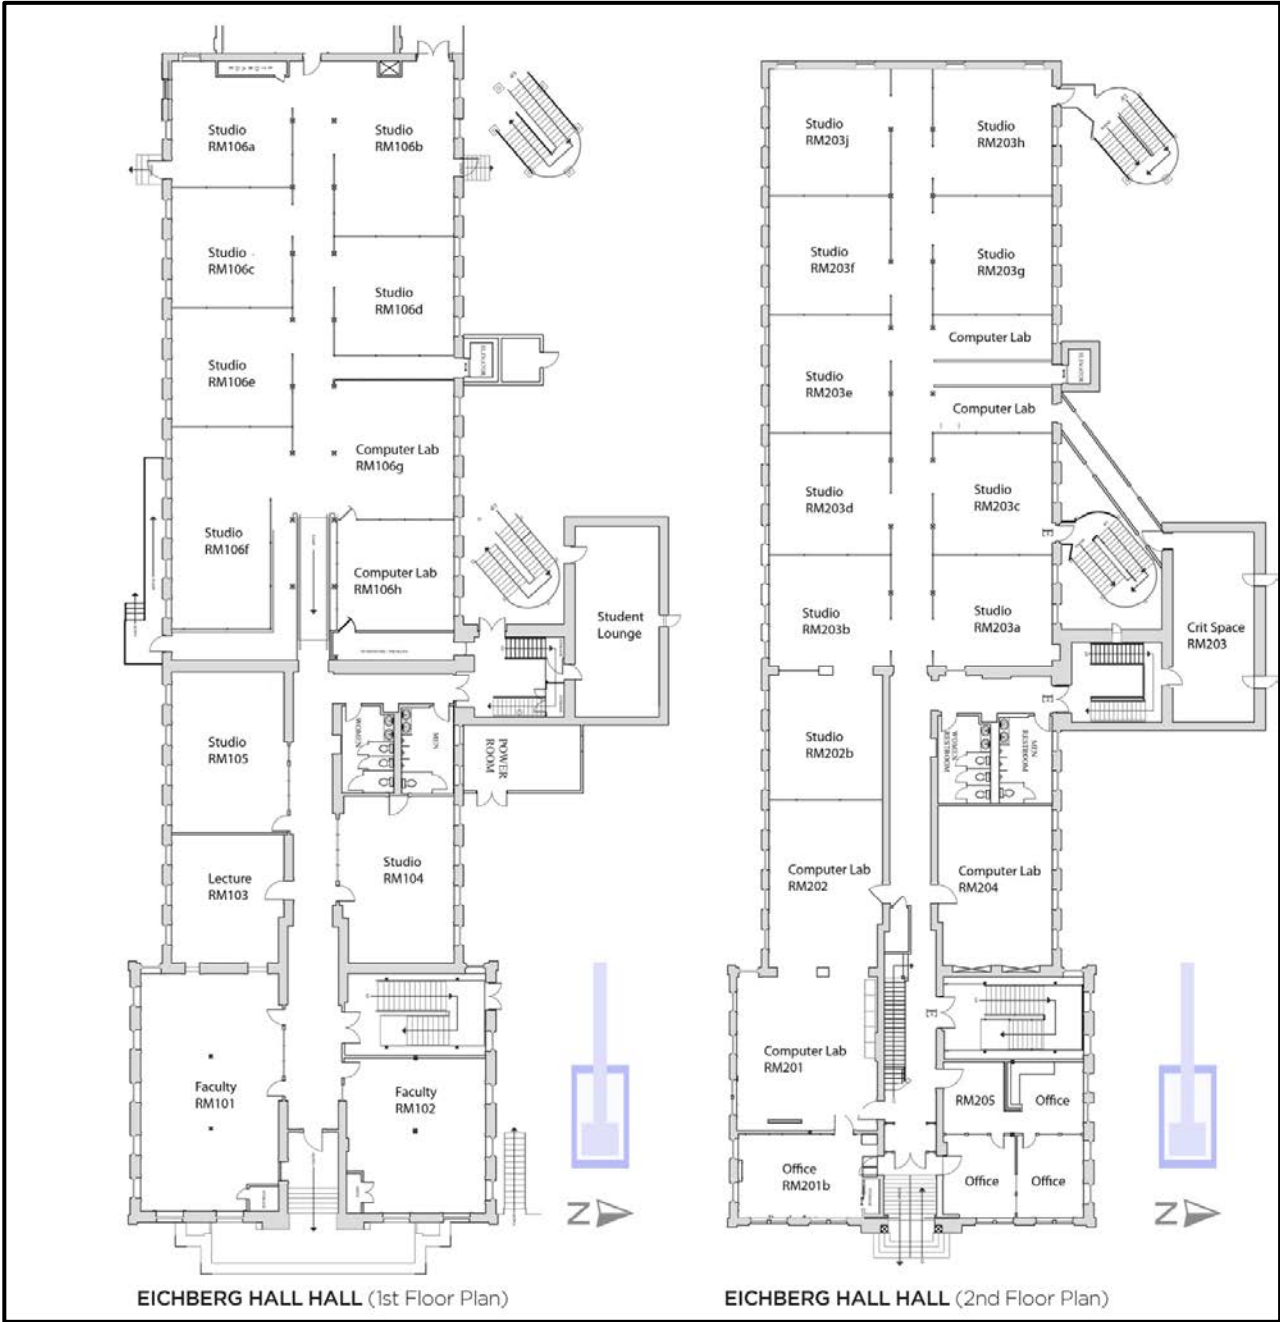 STORAGE
Studio
RM106a
Studio
RM106b
Studio
RM106c
Studio
RM106d
Studio
RM106e
ELEVATOR
Computer Lab
RM106g
Studio
RM106f
Computer Lab
RM106h
Student
Lounge
Studio
RM105
WOMEN
MEN
POWER
ROOM
Lecture
RM103
Studio
RM104
Faculty
RM101
Faculty
RM102
N
EICHBERG HALL HALL (1st Floor Plan)
Studio
RM203j
Studio
RM203h
Studio
RM203f
Studio
RM203g
Computer Lab
ELEVATOR
Studio
RM203e
Computer Lab
Studio
RM203d
Studio
RM203c
E
Studio
RM203b
Studio
RM203a
Crit Space
RM203
E
Studio
RM202b
WOMEN
RESTROOM
MEN
RESTROOM
Computer Lab
RM202
Computer Lab
RM204
E
Computer Lab
RM201
RM205
Office
Office
RM201b
Office
Office
N
EICHBERG HALL HALL (2nd Floor Plan)